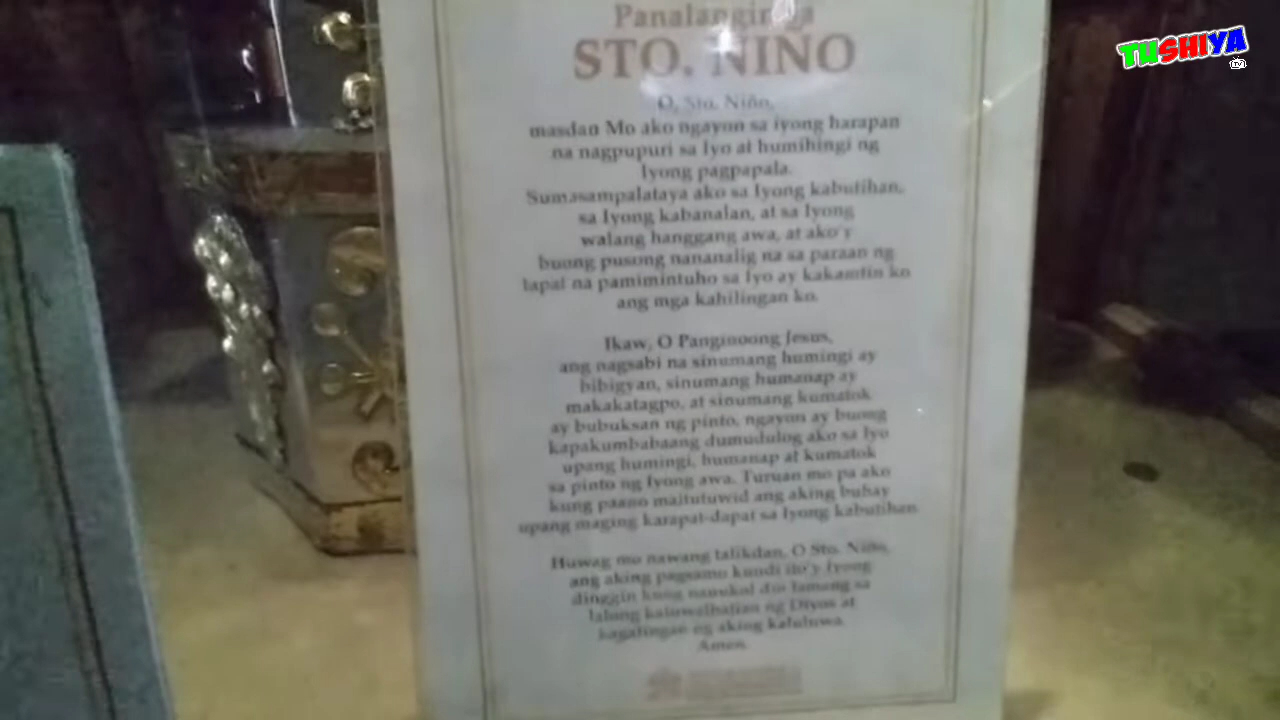 Panalangin sa
STO. NIÑO
O, Sto. Niño,
masdan Mo ako ngayon sa iyong harapan
na nagpupuri sa Iyo at humihingi ng
Iyong pagpapala.
Sumasampalataya ako sa Iyong kabutihan,
sa Iyong kabanalan, at sa Iyong
walang hanggang awa, at ako'y
buong pusong nananalig na sa paraan ng
tapat na pamimintuho sa Iyo ay kakamtin ko
ang mga kahilingan ko.
Ikaw, O Panginoong Jesus,
ang nagsabi na sinumang humingi ay
bibigyan, sinumang humanap ay
makakatagpo, at sinumang kumatok
ay bubuksan ng pinto, ngayon ay buong
kapakumbabaang dumudulog ako sa Iyo
upang humingi, humanap at kumatok
sa pinto ng Iyong awa. Turuan mo pa ako
kung paano maitutuwid ang aking buhay
upang maging karapat-dapat sa Iyong kabutihan
Huwag mo nawang talikdan, O Sto. Niño,
ang aking pagsamo kundi ito'y Iyong
dinggin kung nauukol din lamang sa
lalong kaluwalhatian ng Diyos at
kagalingan ng aking kaluluwa.
Amen.
TUSHIYA